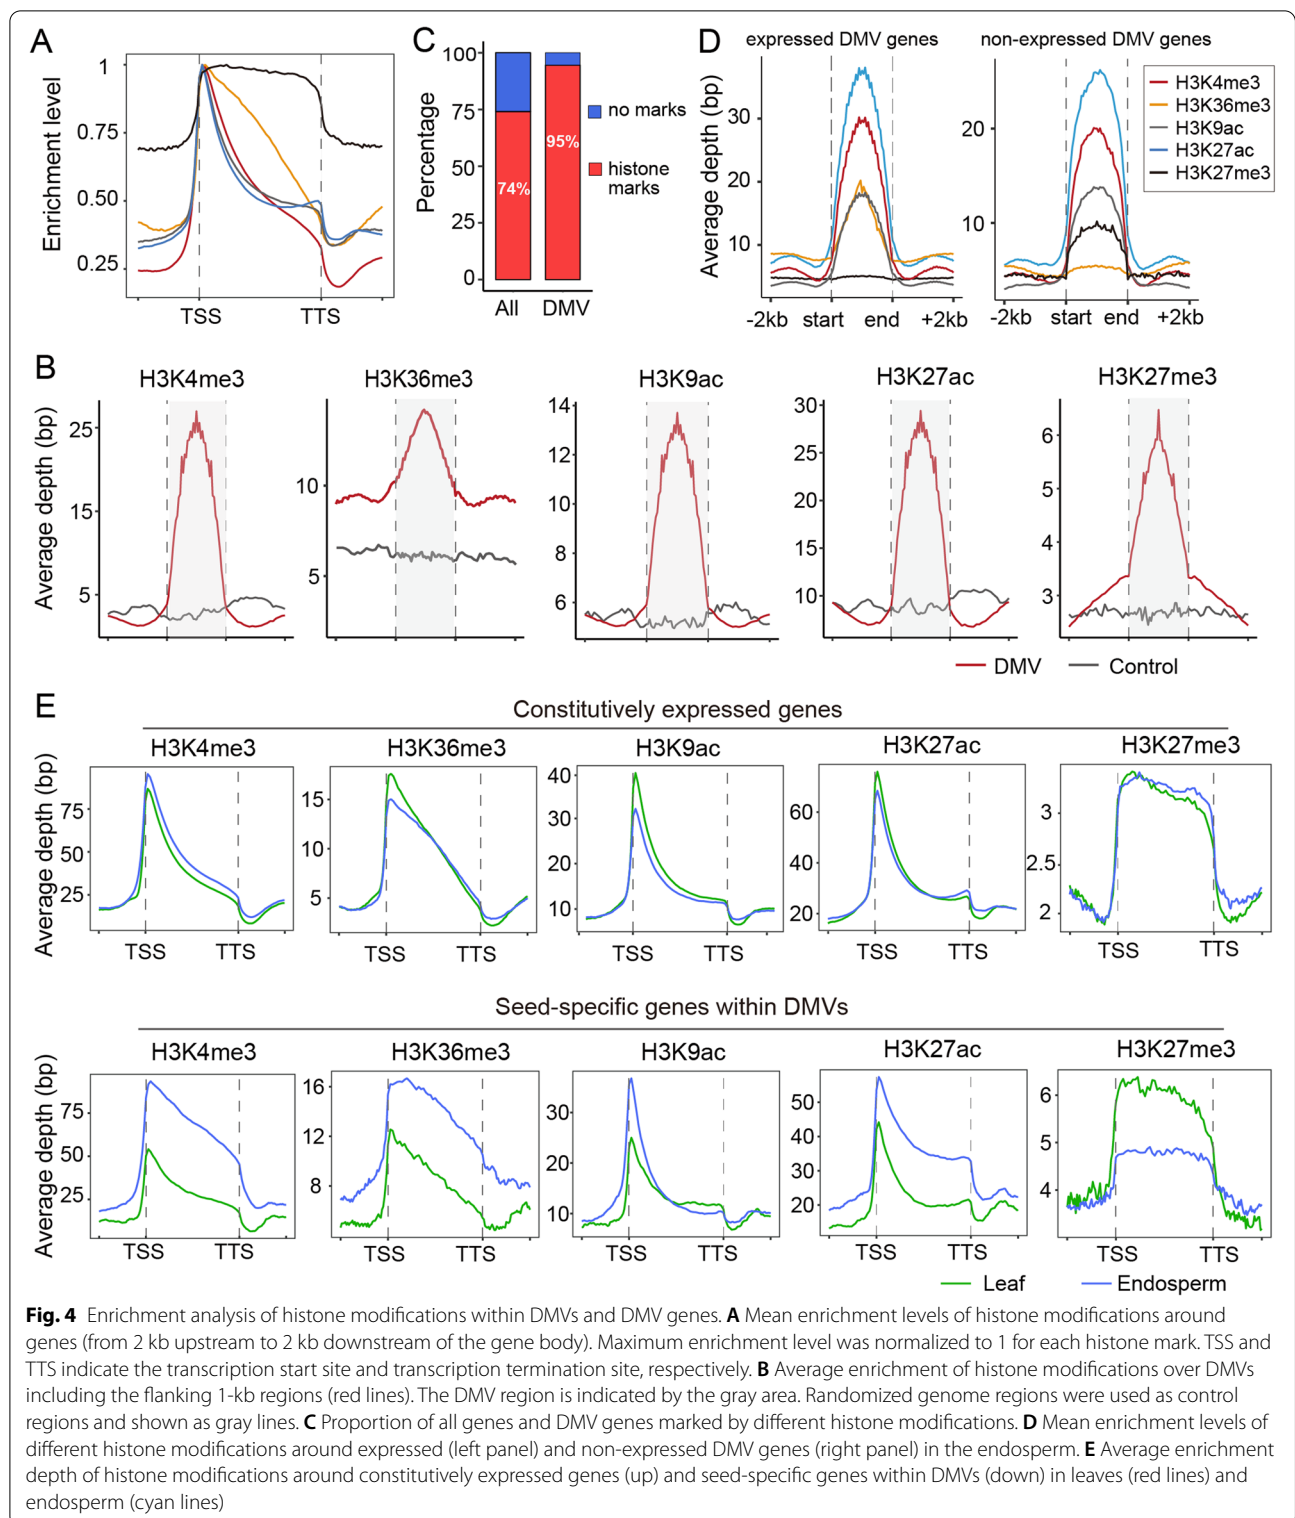 A
Enrichment level
1
0.75
0.50
0.25
TSS
TTS
C
Percentage
100
75
50
25
0
74%
95%
All
DMV
no marks
histone
marks
D
expressed DMV genes
non-expressed DMV genes
Average depth (bp)
30
20
10
-2kb
start
end
+2kb
20
10
-2kb
start
end
+2kb
H3K4me3
H3K36me3
H3K9ac
H3K27ac
H3K27me3
B
Average depth (bp)
H3K4me3
25
15
5
H3K36me3
10
5
H3K9ac
14
12
10
8
6
H3K27ac
30
25
20
15
10
H3K27me3
6
5
4
3
DMV
Control
E
Constitutively expressed genes
Average depth (bp)
H3K4me3
75
50
25
TSS
TTS
H3K36me3
15
10
5
TSS
TTS
H3K9ac
40
30
20
10
TSS
TTS
H3K27ac
60
40
20
TSS
TTS
H3K27me3
3
2.5
2
TSS
TTS
Seed-specific genes within DMVs
Average depth (bp)
H3K4me3
75
50
25
TSS
TTS
H3K36me3
16
12
8
TSS
TTS
H3K9ac
30
20
10
TSS
TTS
H3K27ac
50
40
30
20
TSS
TTS
H3K27me3
6
5
4
TSS
TTS
Leaf
Endosperm
Fig. 4 Enrichment analysis of histone modifications within DMVs and DMV genes. A Mean enrichment levels of histone modifications around
genes (from 2 kb upstream to 2 kb downstream of the gene body). Maximum enrichment level was normalized to 1 for each histone mark. TSS and
TTS indicate the transcription start site and transcription termination site, respectively. B Average enrichment of histone modifications over DMVs
including the flanking 1-kb regions (red lines). The DMV region is indicated by the gray area. Randomized genome regions were used as control
regions and shown as gray lines. C Proportion of all genes and DMV genes marked by different histone modifications. D Mean enrichment levels of
different histone modifications around expressed (left panel) and non-expressed DMV genes (right panel) in the endosperm. E Average enrichment
depth of histone modifications around constitutively expressed genes (up) and seed-specific genes within DMVs (down) in leaves (red lines) and
endosperm (cyan lines)